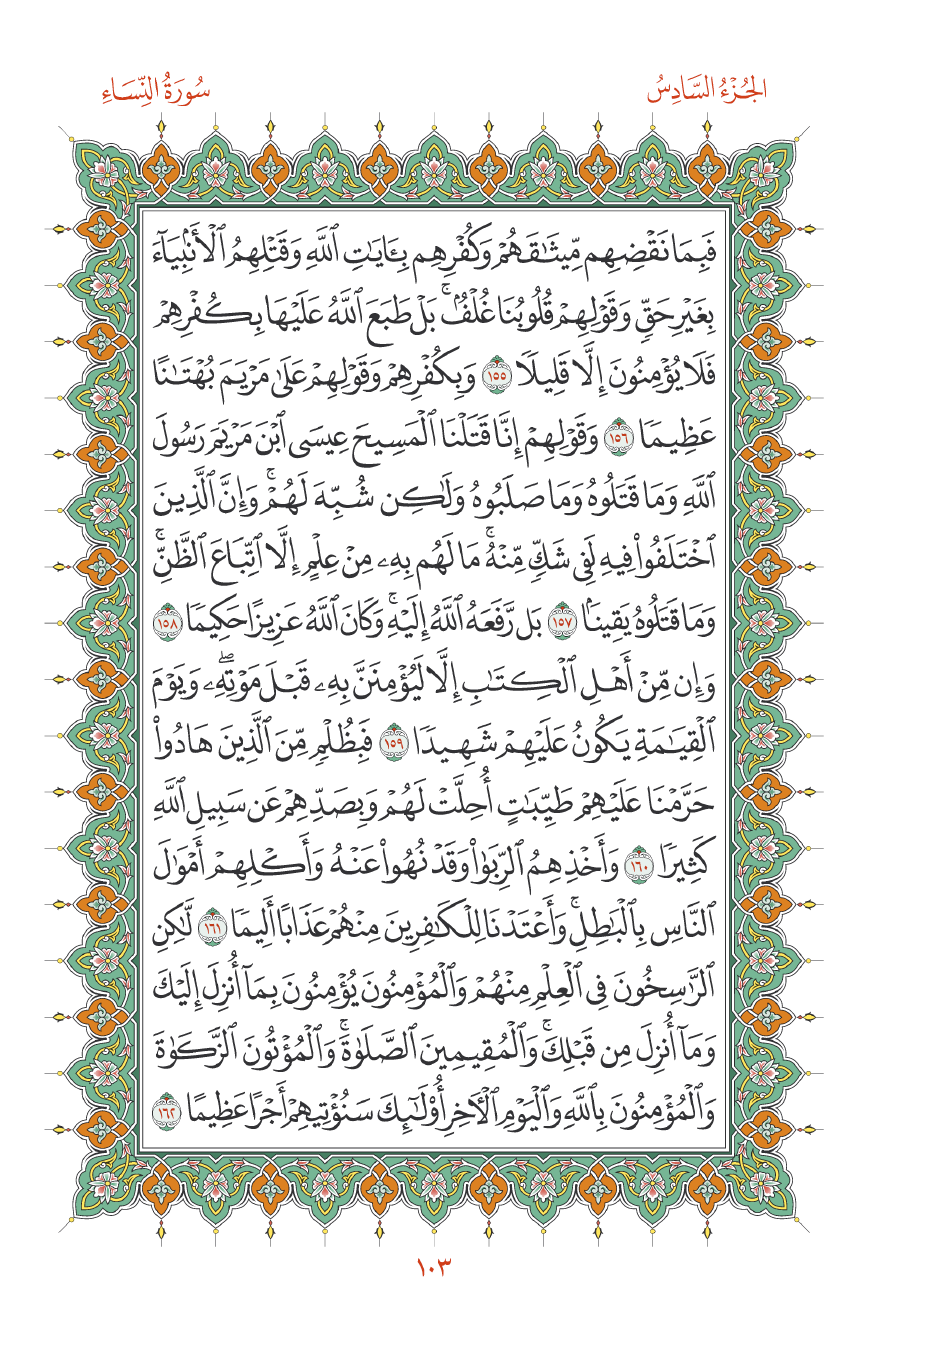 الجُزْءُ السَّادِسُ
سُورَةُ النِّسَاءِ
فَبِمَا نَقۡضِهِم مِّيثَٰقَهُمۡ وَكُفۡرِهِم بِـَٔايَٰتِ ٱللَّهِ وَقَتۡلِهِمُ ٱلۡأَنۢبِيَآءَ
بِغَيۡرِ حَقّٖ وَقَوۡلِهِمۡ قُلُوبُنَا غُلۡفُۢۚ بَلۡ طَبَعَ ٱللَّهُ عَلَيۡهَا بِكُفۡرِهِمۡ
فَلَا يُؤۡمِنُونَ إِلَّا قَلِيلٗا ١٥٥ وَبِكُفۡرِهِمۡ وَقَوۡلِهِمۡ عَلَىٰ مَرۡيَمَ بُهۡتَٰنًا
عَظِيمٗا ١٥٦ وَقَوۡلِهِمۡ إِنَّا قَتَلۡنَا ٱلۡمَسِيحَ عِيسَى ٱبۡنَ مَرۡيَمَ رَسُولَ
ٱللَّهِ وَمَا قَتَلُوهُ وَمَا صَلَبُوهُ وَلَٰكِن شُبِّهَ لَهُمۡۚ وَإِنَّ ٱلَّذِينَ
ٱخۡتَلَفُواْ فِيهِ لَفِي شَكّٖ مِّنۡهُۚ مَا لَهُم بِهِۦ مِنۡ عِلۡمٍ إِلَّا ٱتِّبَاعَ ٱلظَّنِّۚ
وَمَا قَتَلُوهُ يَقِينَۢا ١٥٧ بَل رَّفَعَهُ ٱللَّهُ إِلَيۡهِۚ وَكَانَ ٱللَّهُ عَزِيزًا حَكِيمٗا ١٥٨
وَإِن مِّنۡ أَهۡلِ ٱلۡكِتَٰبِ إِلَّا لَيُؤۡمِنَنَّ بِهِۦ قَبۡلَ مَوۡتِهِۦۖ وَيَوۡمَ
ٱلۡقِيَٰمَةِ يَكُونُ عَلَيۡهِمۡ شَهِيدٗا ١٥٩ فَبِظُلۡمٖ مِّنَ ٱلَّذِينَ هَادُواْ
حَرَّمۡنَا عَلَيۡهِمۡ طَيِّبَٰتٍ أُحِلَّتۡ لَهُمۡ وَبِصَدِّهِمۡ عَن سَبِيلِ ٱللَّهِ
كَثِيرٗا ١٦٠ وَأَخۡذِهِمُ ٱلرِّبَوٰاْ وَقَدۡ نُهُواْ عَنۡهُ وَأَكۡلِهِمۡ أَمۡوَٰلَ
ٱلنَّاسِ بِٱلۡبَٰطِلِۚ وَأَعۡتَدۡنَا لِلۡكَٰفِرِينَ مِنۡهُمۡ عَذَابًا أَلِيمٗا ١٦١ لَّٰكِنِ
ٱلرَّٰسِخُونَ فِي ٱلۡعِلۡمِ مِنۡهُمۡ وَٱلۡمُؤۡمِنُونَ يُؤۡمِنُونَ بِمَآ أُنزِلَ إِلَيۡكَ
وَمَآ أُنزِلَ مِن قَبۡلِكَۚ وَٱلۡمُقِيمِينَ ٱلصَّلَوٰةَۚ وَٱلۡمُؤۡتُونَ ٱلزَّكَوٰةَ
وَٱلۡمُؤۡمِنُونَ بِٱللَّهِ وَٱلۡيَوۡمِ ٱلۡأٓخِرِ أُوْلَٰٓئِكَ سَنُؤۡتِيهِمۡ أَجۡرًا عَظِيمًا ١٦٢
١٠٣